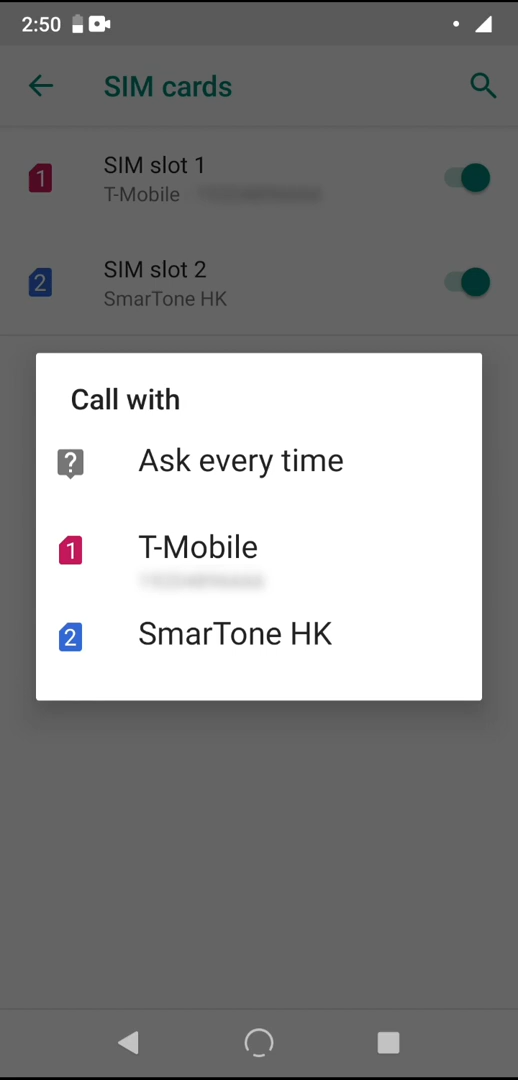 2:50
SIM cards
1
SIM slot 1
T-Mobile
2
SIM slot 2
SmarTone HK
Call with
?
Ask every time
1
T-Mobile
2
SmarTone HK